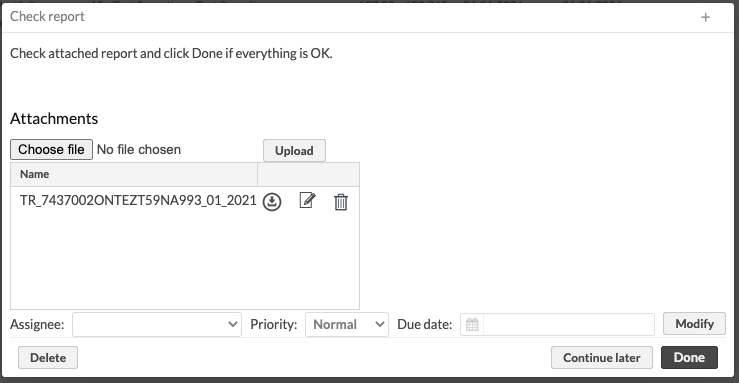 Check report
+
Check attached report and click Done if everything is OK.
Attachments
Choose file No file chosen Upload
Name
TR_7437002ONTEZT59NA993_01_2021
Assignee: Priority: Normal Due date: Modify
Delete Continue later Done